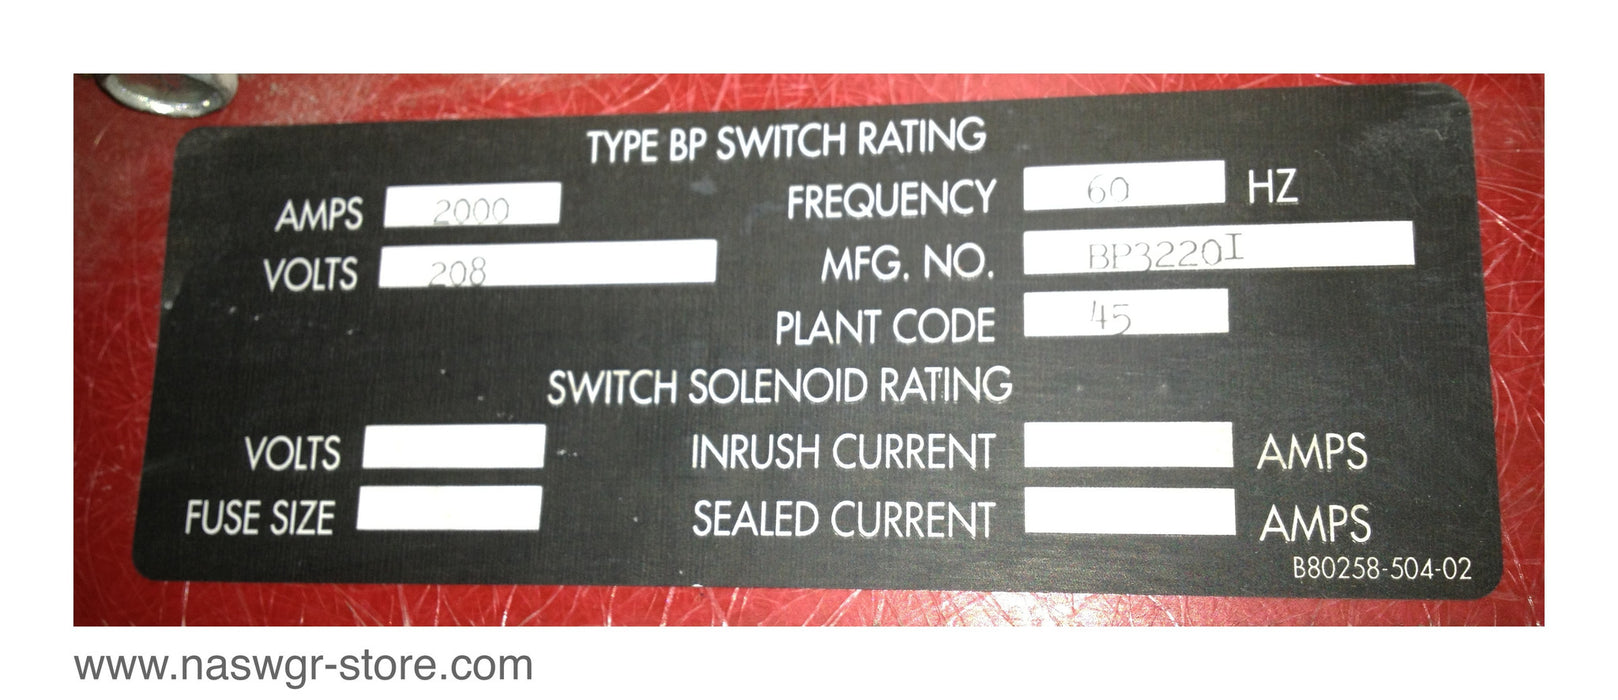 TYPE BP SWITCH RATING
AMPS 2000 FREQUENCY 60 HZ
VOLTS 208 MFG. NO. BP3220I
PLANT CODE 45
SWITCH SOLENOID RATING
VOLTS INRUSH CURRENT AMPS
FUSE SIZE SEALED CURRENT AMPS
B80258-504-02
www.naswgr-store.com